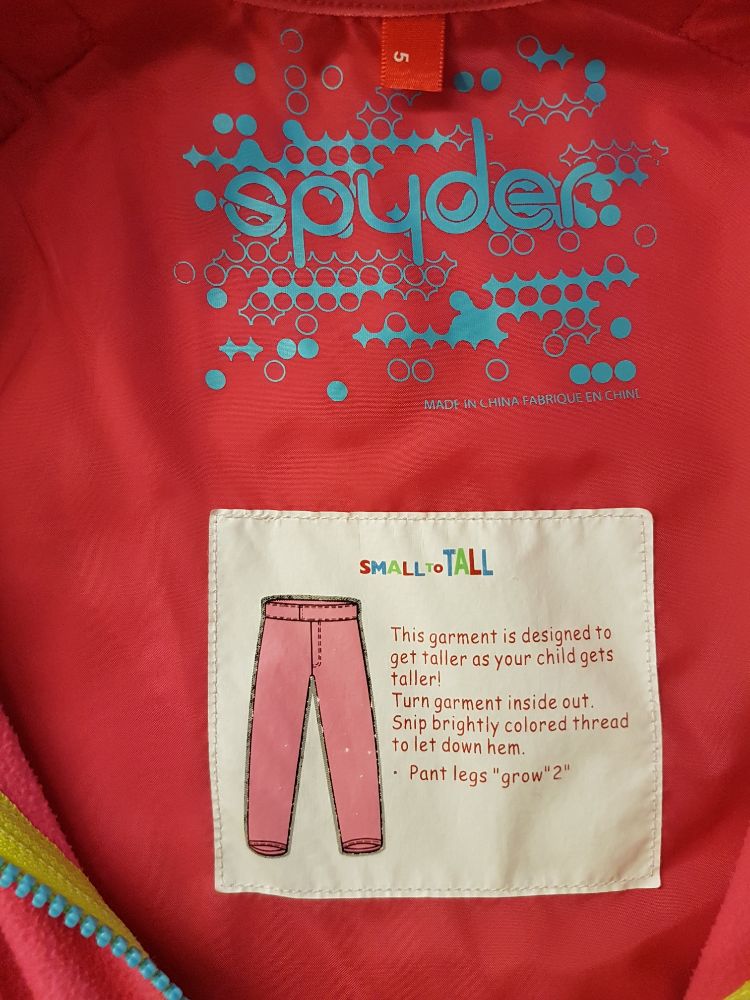 5
spyder
MADE IN CHINA FABRIQUE EN CHINE
SMALL TO TALL
This garment is designed to
get taller as your child gets
taller!
Turn garment inside out.
Snip brightly colored thread
to let down hem.
· Pant legs "grow"2"